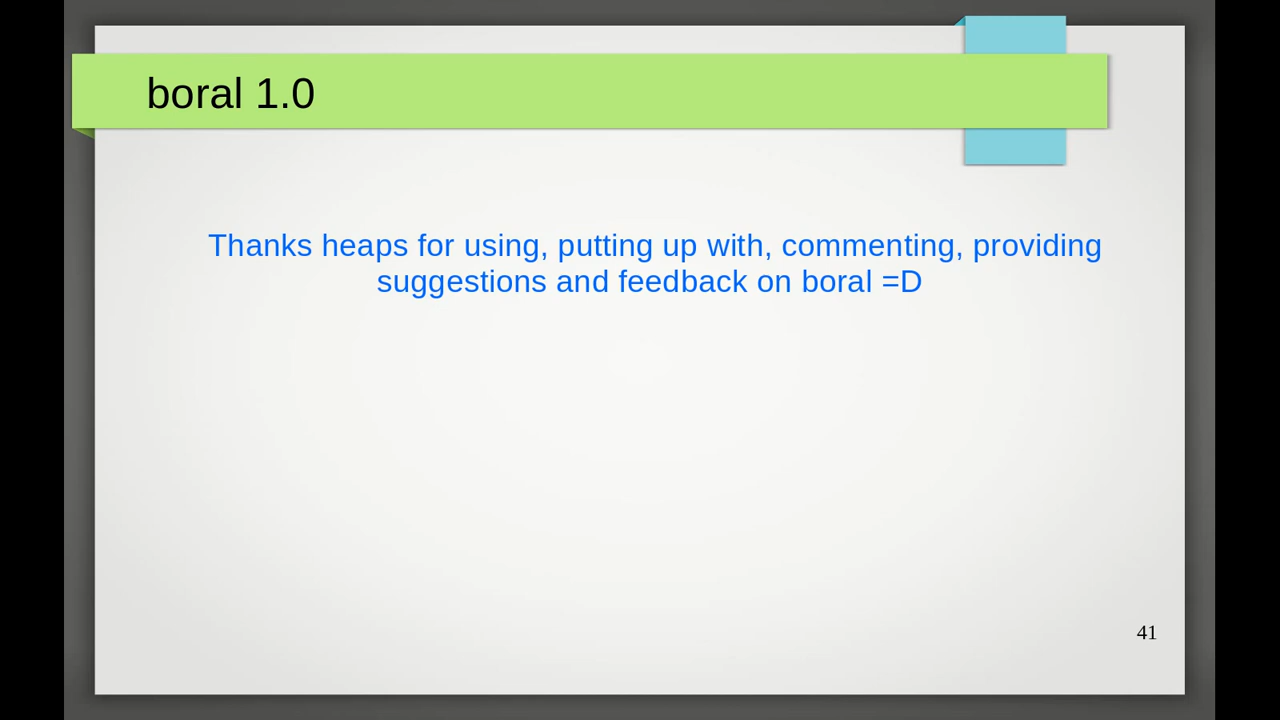 boral 1.0
Thanks heaps for using, putting up with, commenting, providing
suggestions and feedback on boral =D
41